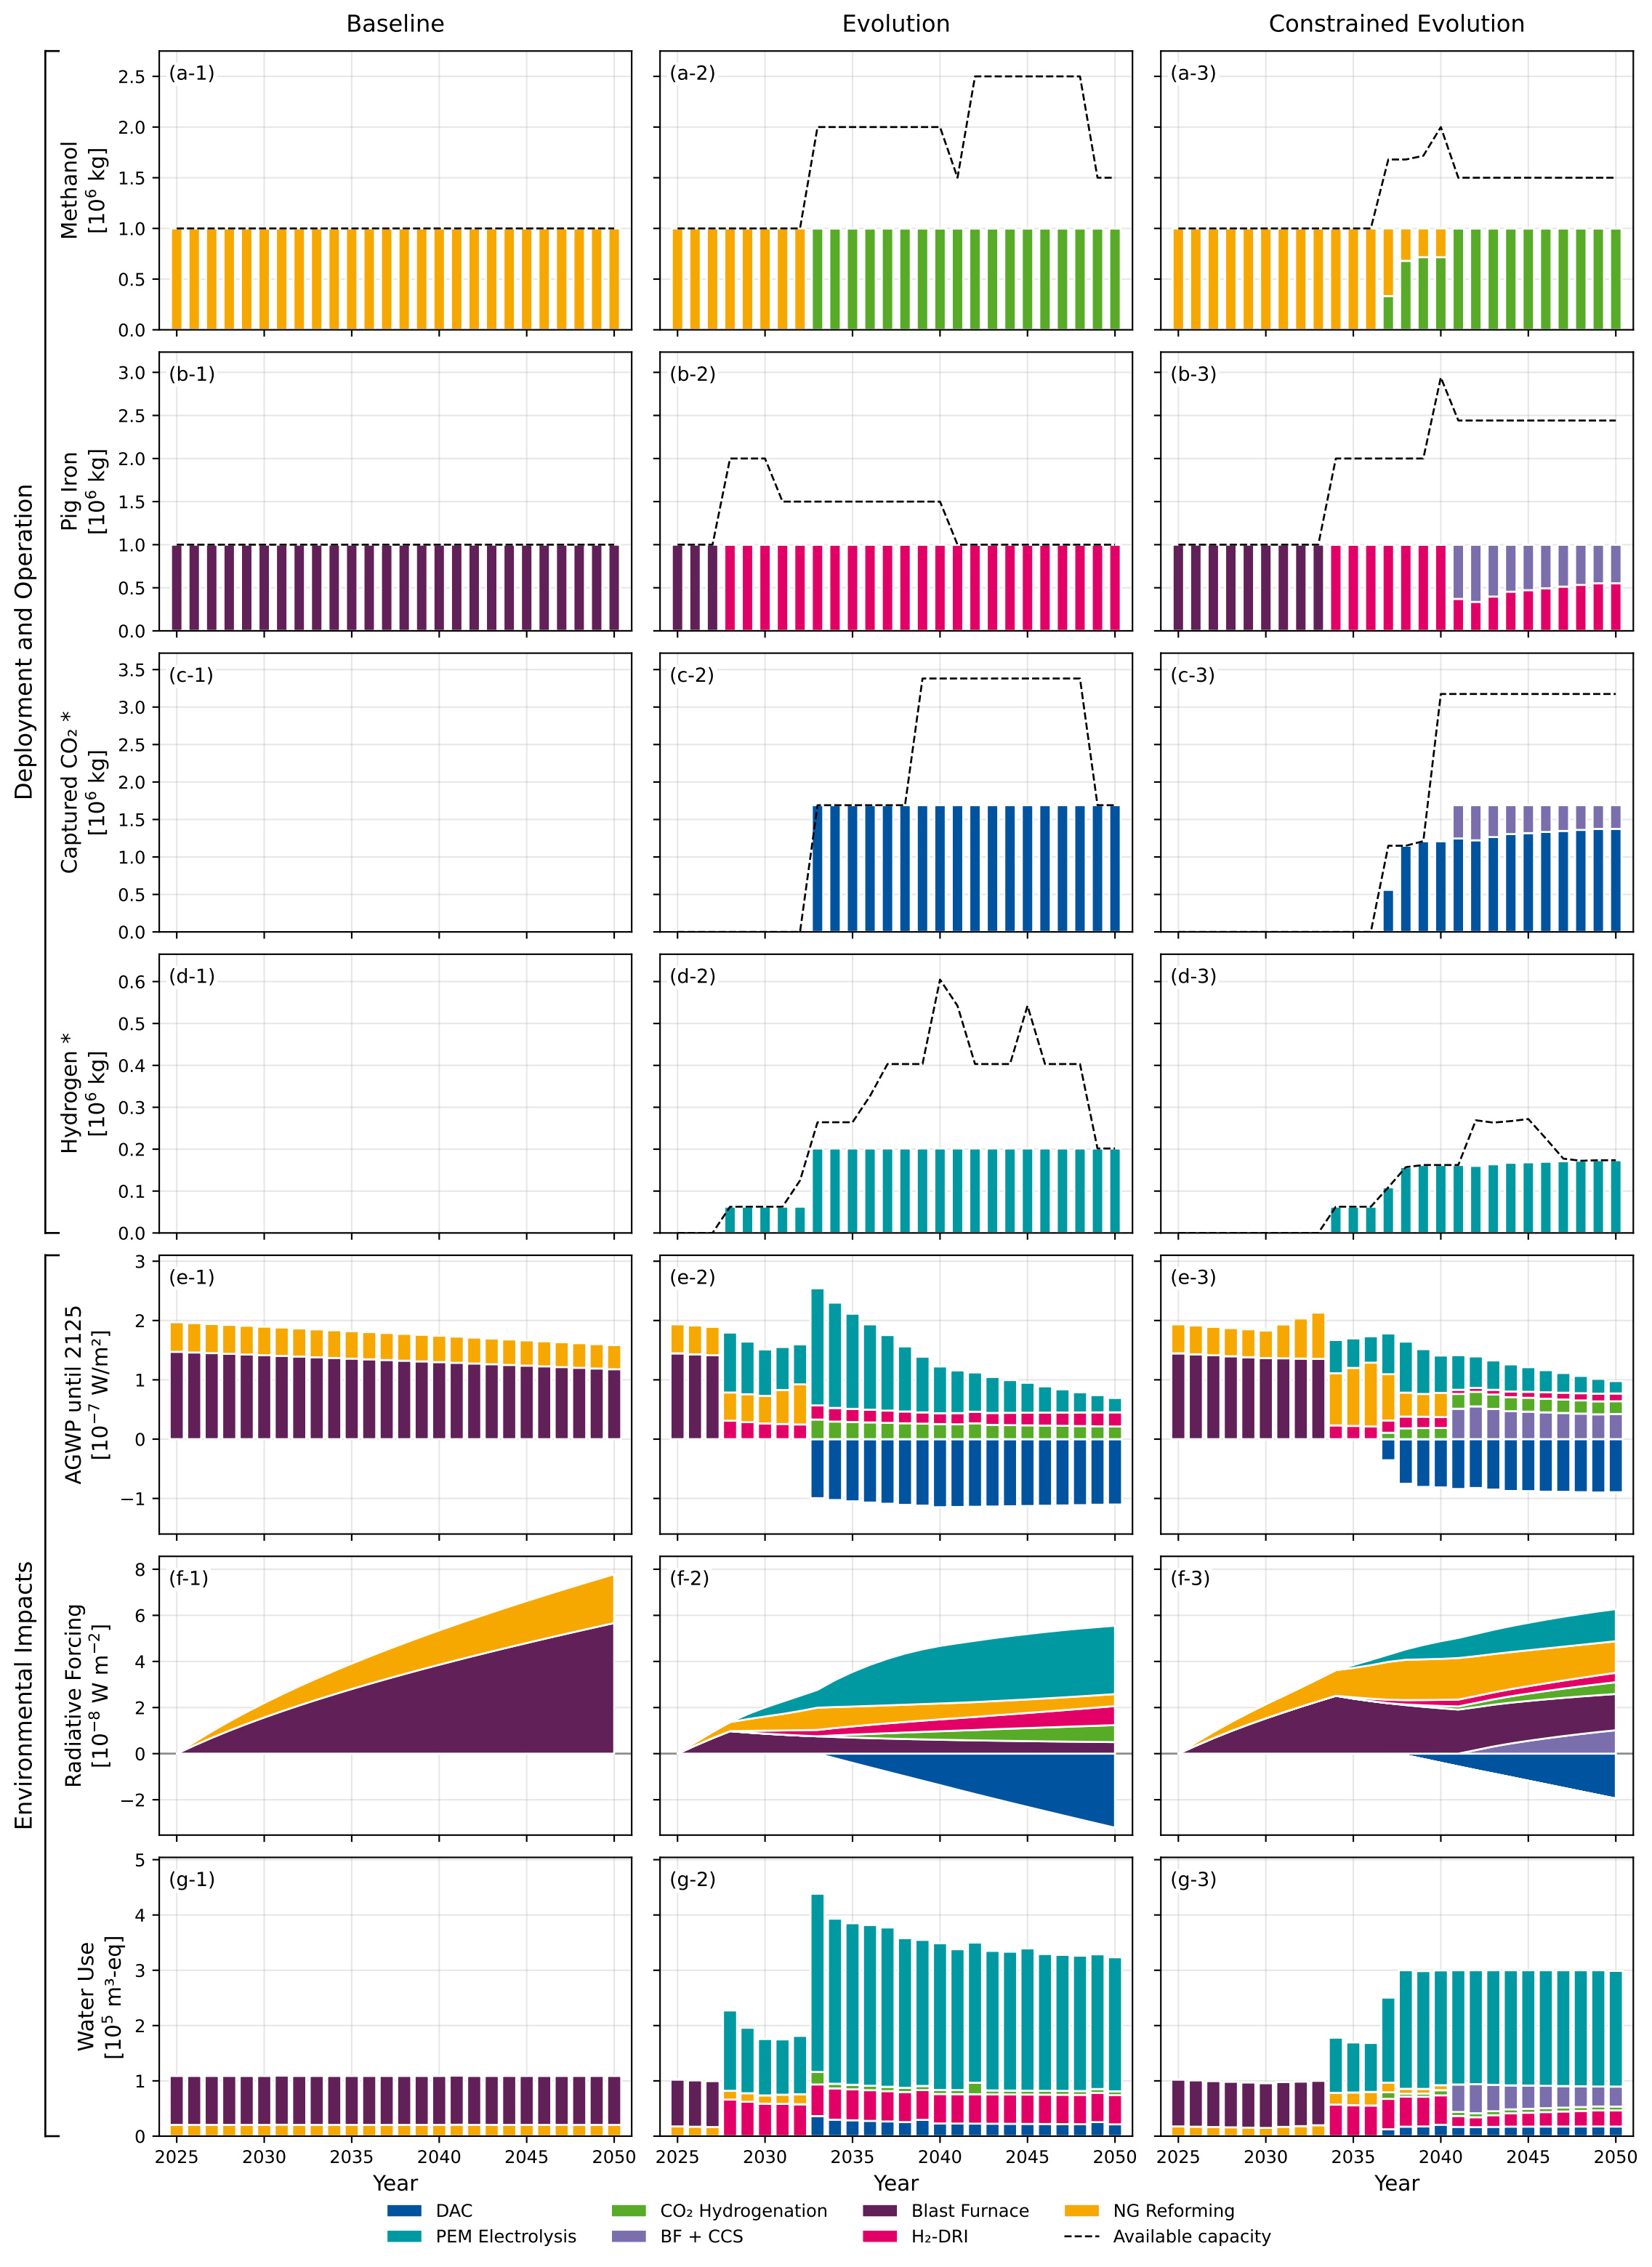 Baseline
Evolution
Constrained Evolution
Deployment and Operation
Environmental Impacts
Methanol
[10⁶ kg]
(a-1)
(a-2)
(a-3)
2.5
2.0
1.5
1.0
0.5
0.0
Pig Iron
[10⁶ kg]
(b-1)
(b-2)
(b-3)
3.0
2.5
2.0
1.5
1.0
0.5
0.0
Captured CO₂ *
[10⁶ kg]
(c-1)
(c-2)
(c-3)
3.5
3.0
2.5
2.0
1.5
1.0
0.5
0.0
Hydrogen *
[10⁶ kg]
(d-1)
(d-2)
(d-3)
0.6
0.5
0.4
0.3
0.2
0.1
0.0
AGWP until 2125
[10⁻⁷ W/m²]
(e-1)
(e-2)
(e-3)
3
2
1
0
−1
Radiative Forcing
[10⁻⁸ W m⁻²]
(f-1)
(f-2)
(f-3)
8
6
4
2
0
−2
Water Use
[10⁵ m³-eq]
(g-1)
(g-2)
(g-3)
5
4
3
2
1
0
2025 2030 2035 2040 2045 2050
2025 2030 2035 2040 2045 2050
2025 2030 2035 2040 2045 2050
Year
Year
Year
DAC
CO₂ Hydrogenation
Blast Furnace
NG Reforming
PEM Electrolysis
BF + CCS
H₂-DRI
Available capacity